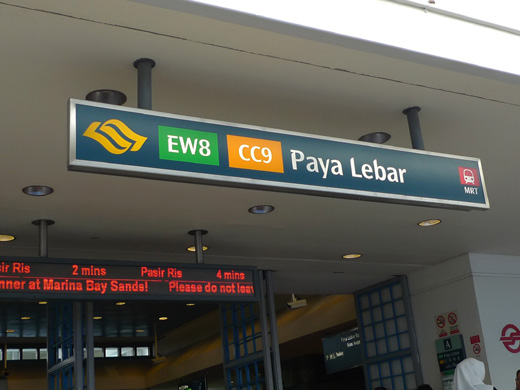 EW8 CC9 Paya Lebar
MRT
sir Ris 2 mins Pasir Ris 4 mins
nner at Marina Bay Sands! Please do not leav
A